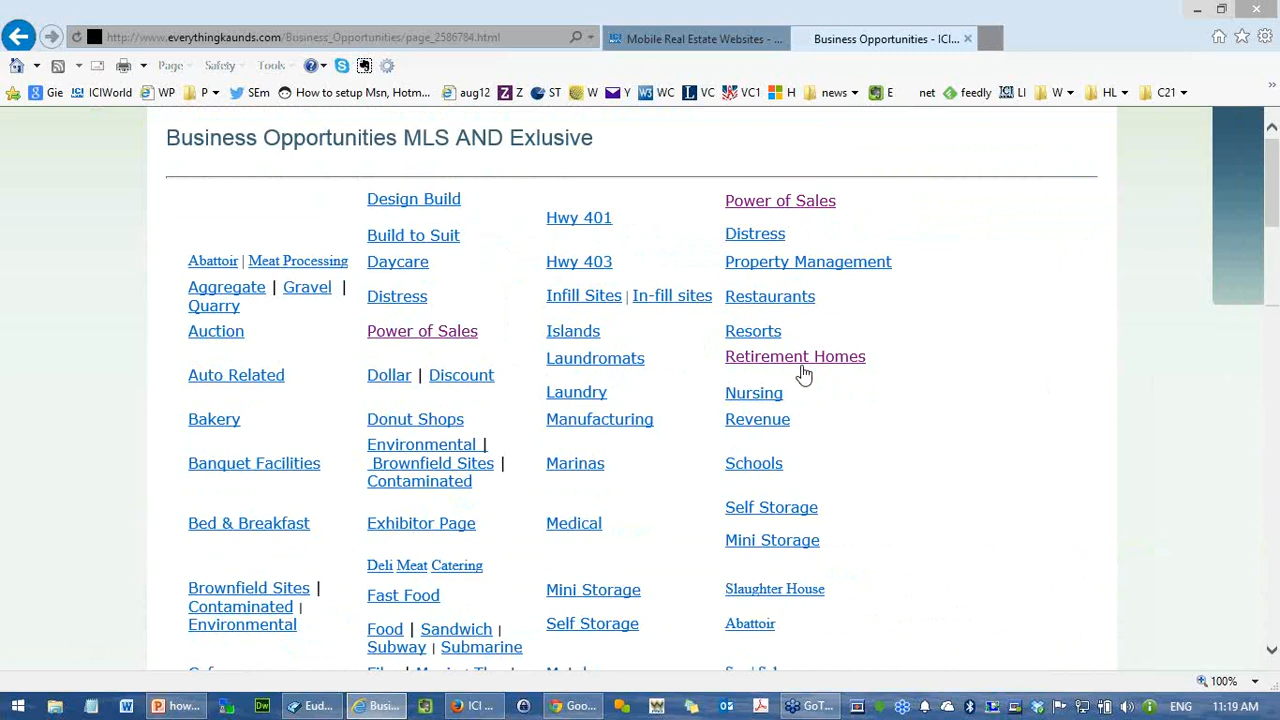 http://www.everythingkaunds.com/Business_Opportunities/page_2586784.html
Mobile Real Estate Websites - ...
Business Opportunities - ICI...
Page
Safety
Tools
Gie
ICIWorld
WP
P
SEm
How to setup Msn, Hotm...
aug12
Z
ST
W
Y
WC
VC
VC1
H
news
E
net
feedly
LI
W
HL
C21
Business Opportunities MLS AND Exlusive
Design Build
Hwy 401
Power of Sales
Build to Suit
Distress
Abattoir | Meat Processing
Daycare
Hwy 403
Property Management
Aggregate | Gravel |
Quarry
Distress
Infill Sites | In-fill sites
Restaurants
Auction
Power of Sales
Islands
Resorts
Laundromats
Retirement Homes
Auto Related
Dollar | Discount
Laundry
Nursing
Bakery
Donut Shops
Manufacturing
Revenue
Banquet Facilities
Environmental |
Brownfield Sites |
Contaminated
Marinas
Schools
Self Storage
Bed & Breakfast
Exhibitor Page
Medical
Mini Storage
Deli Meat Catering
Brownfield Sites |
Contaminated |
Environmental
Fast Food
Mini Storage
Slaughter House
Food | Sandwich |
Subway | Submarine
Self Storage
Abattoir
100%
how...
Eud...
Busi...
ICI ...
Goo...
GoT...
ENG
11:19 AM